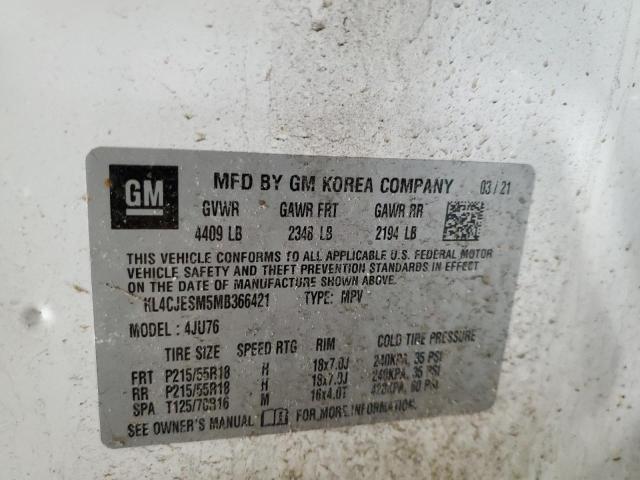 GM MFD BY GM KOREA COMPANY 03/21
GVWR GAWR FRT GAWR RR
4409 LB 2348 LB 2194 LB
THIS VEHICLE CONFORMS TO ALL APPLICABLE U.S. FEDERAL MOTOR
VEHICLE SAFETY AND THEFT PREVENTION STANDARDS IN EFFECT
ON THE DATE OF MANUFACTURE SHOWN ABOVE.
KL4CJESM5MB366421 TYPE: MPV
MODEL: 4JU76
TIRE SIZE SPEED RTG RIM COLD TIRE PRESSURE
FRT P215/55R18 H 18x7.0J 240KPA, 35 PSI
RR P215/55R18 H 18x7.0J 240KPA, 35 PSI
SPA T125/70R16 M 16x4.0T 420KPA, 60 PSI
SEE OWNER'S MANUAL FOR MORE INFORMATION.